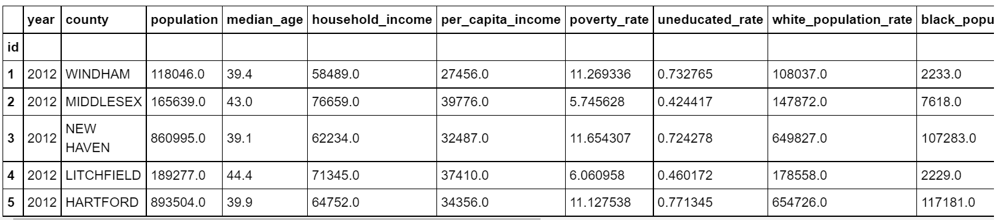 year county population median_age household_income per_capita_income poverty_rate uneducated_rate white_population_rate black_popu
id
1 2012 WINDHAM 118046.0 39.4 58489.0 27456.0 11.269336 0.732765 108037.0 2233.0
2 2012 MIDDLESEX 165639.0 43.0 76659.0 39776.0 5.745628 0.424417 147872.0 7618.0
3 2012 NEW HAVEN 860995.0 39.1 62234.0 32487.0 11.654307 0.724278 649827.0 107283.0
4 2012 LITCHFIELD 189277.0 44.4 71345.0 37410.0 6.060958 0.460172 178558.0 2229.0
5 2012 HARTFORD 893504.0 39.9 64752.0 34356.0 11.127538 0.771345 654726.0 117181.0